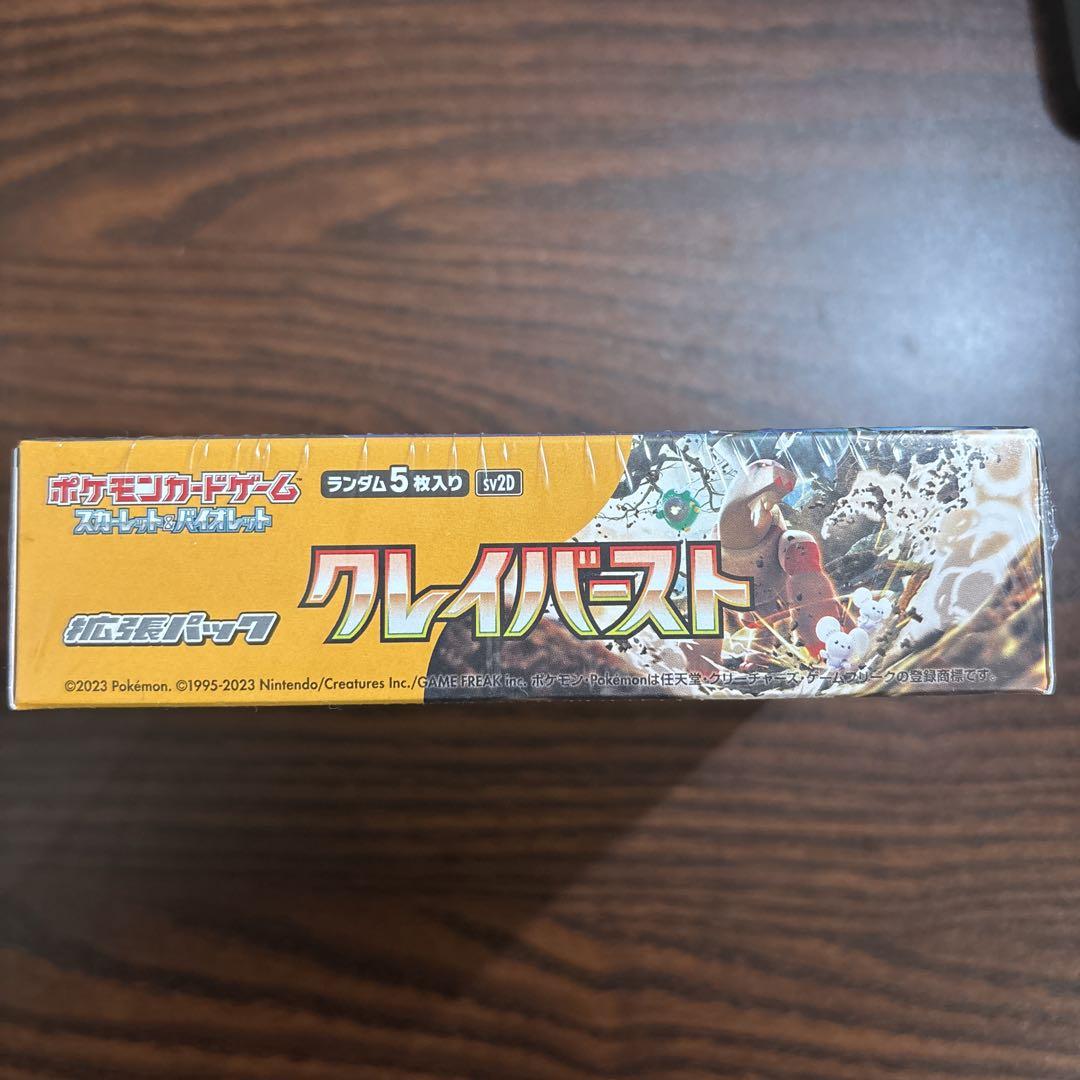 ポケモンカードゲーム™
スカーレット&バイオレット
ランダム5枚入り sv2D
クレイバースト
拡張パック
©2023 Pokémon. ©1995-2023 Nintendo/Creatures Inc./GAME FREAK inc. ポケモン・Pokémonは任天堂・クリーチャーズ・ゲームフリークの登録商標です。